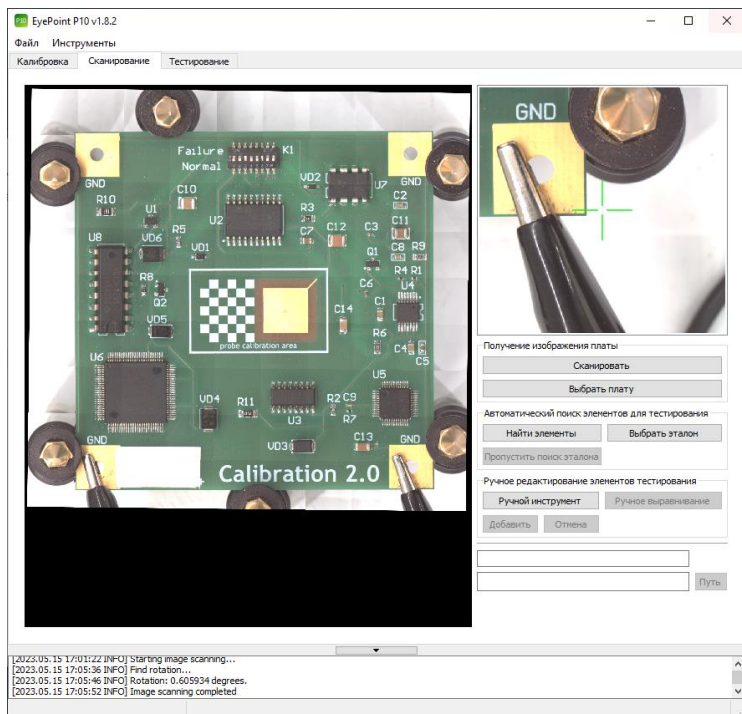 P10 EyePoint P10 v1.8.2
Файл Инструменты
Калибровка Сканирование Тестирование
GND
Failure
Normal
K1
GND
GND
VD2
U7
R10
U1
C10
U2
R3
C7
C12
C2
C11
C3
C8
R9
Q1
U8
VD6
R5
VD1
R4
R1
C6
U4
R8
Q2
VD5
C14
C1
R6
C4
C5
probe calibration area
U6
U5
VD4
R11
U3
R2
C9
R7
VD3
C13
GND
GND
Calibration 2.0
Получение изображения платы
Сканировать
Выбрать плату
Автоматический поиск элементов для тестирования
Найти элементы Выбрать эталон
Пропустить поиск эталона
Ручное редактирование элементов тестирования
Ручной инструмент Ручное выравнивание
Добавить Отмена
Путь
[2023.05.15 17:01:22 INFO] Starting image scanning...
[2023.05.15 17:05:36 INFO] Find rotation...
[2023.05.15 17:05:46 INFO] Rotation: 0.605934 degrees.
[2023.05.15 17:05:52 INFO] Image scanning completed